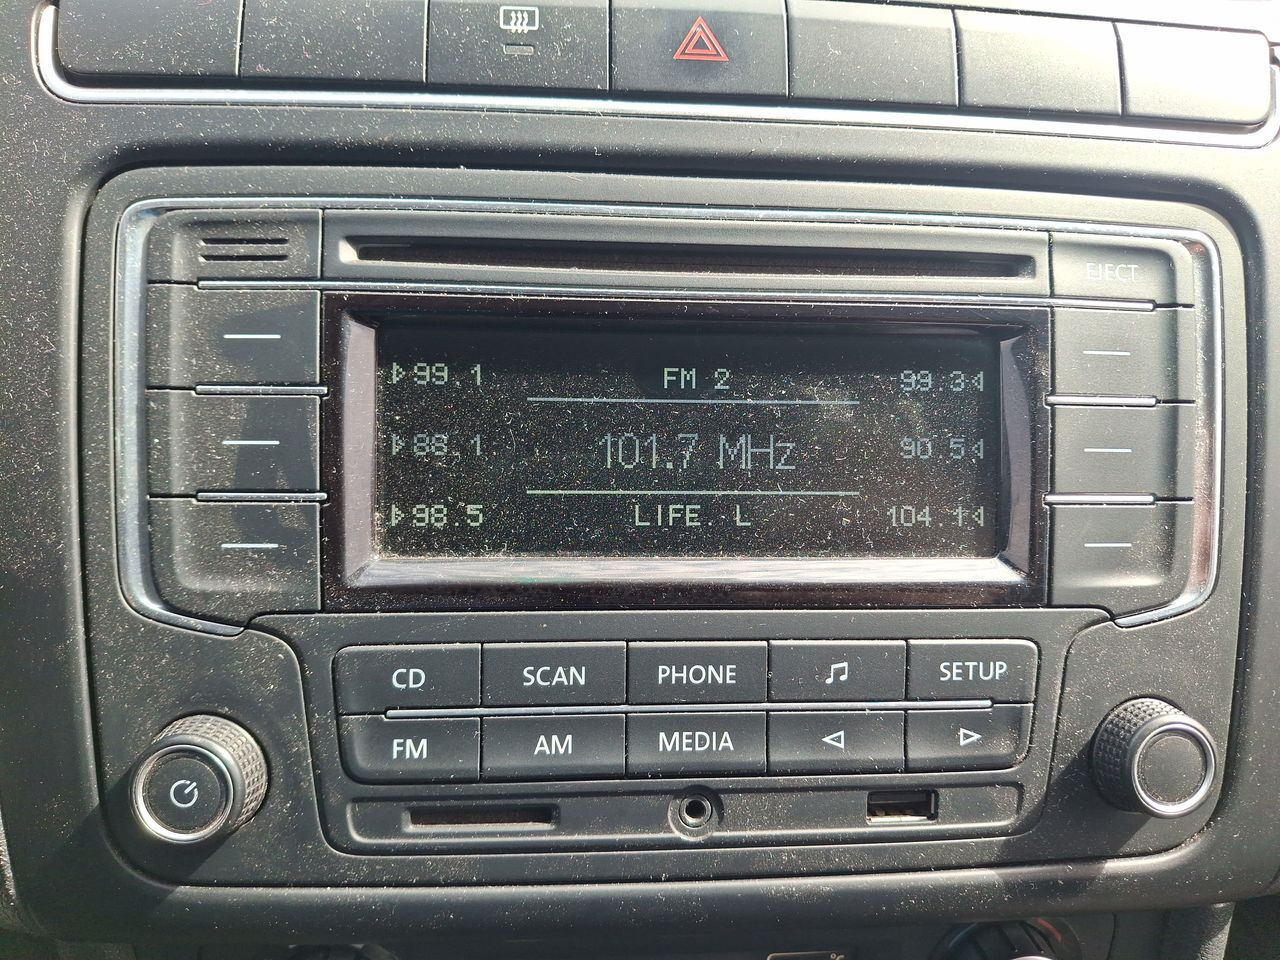 EJECT
99.1 FM 2 99.3
88.1 101.7 MHz 90.5
98.5 LIFE. L 104.1
CD SCAN PHONE SETUP
FM AM MEDIA